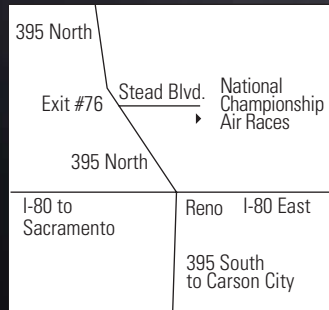 395 North
Exit #76
Stead Blvd.
National
Championship
Air Races
395 North
I-80 to
Sacramento
Reno
I-80 East
395 South
to Carson City